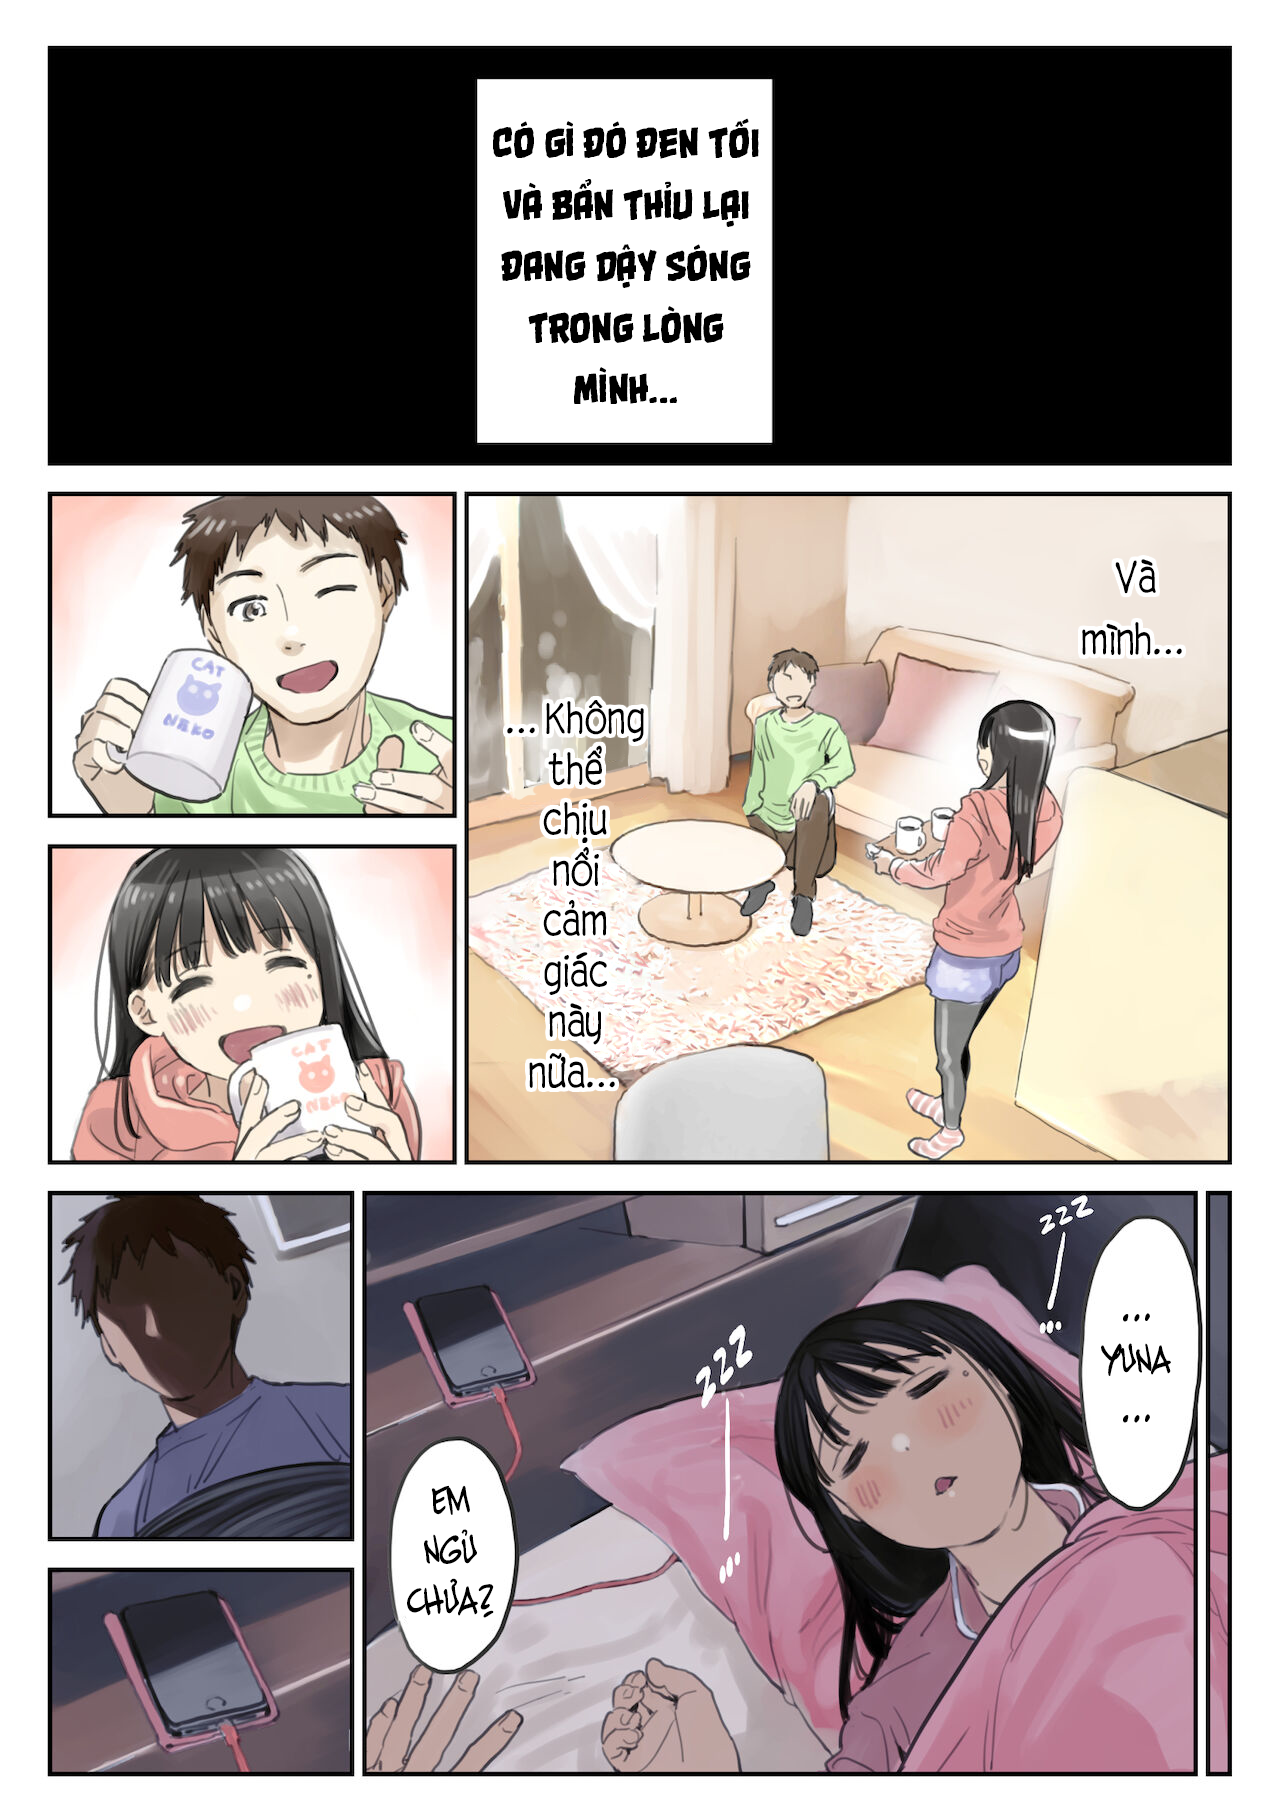 CÓ GÌ ĐÓ ĐEN TỐI
VÀ BẨN THỈU LẠI
ĐANG DẬY SÓNG
TRONG LÒNG
MÌNH...
Và
mình...
... Không
thể
chịu
nổi
cảm
giác
này
nữa...
CAT
NEKO
CAT
NEKO
zzz
...
...
YUNA
...
zzz
...
EM
NGỦ
CHƯA?